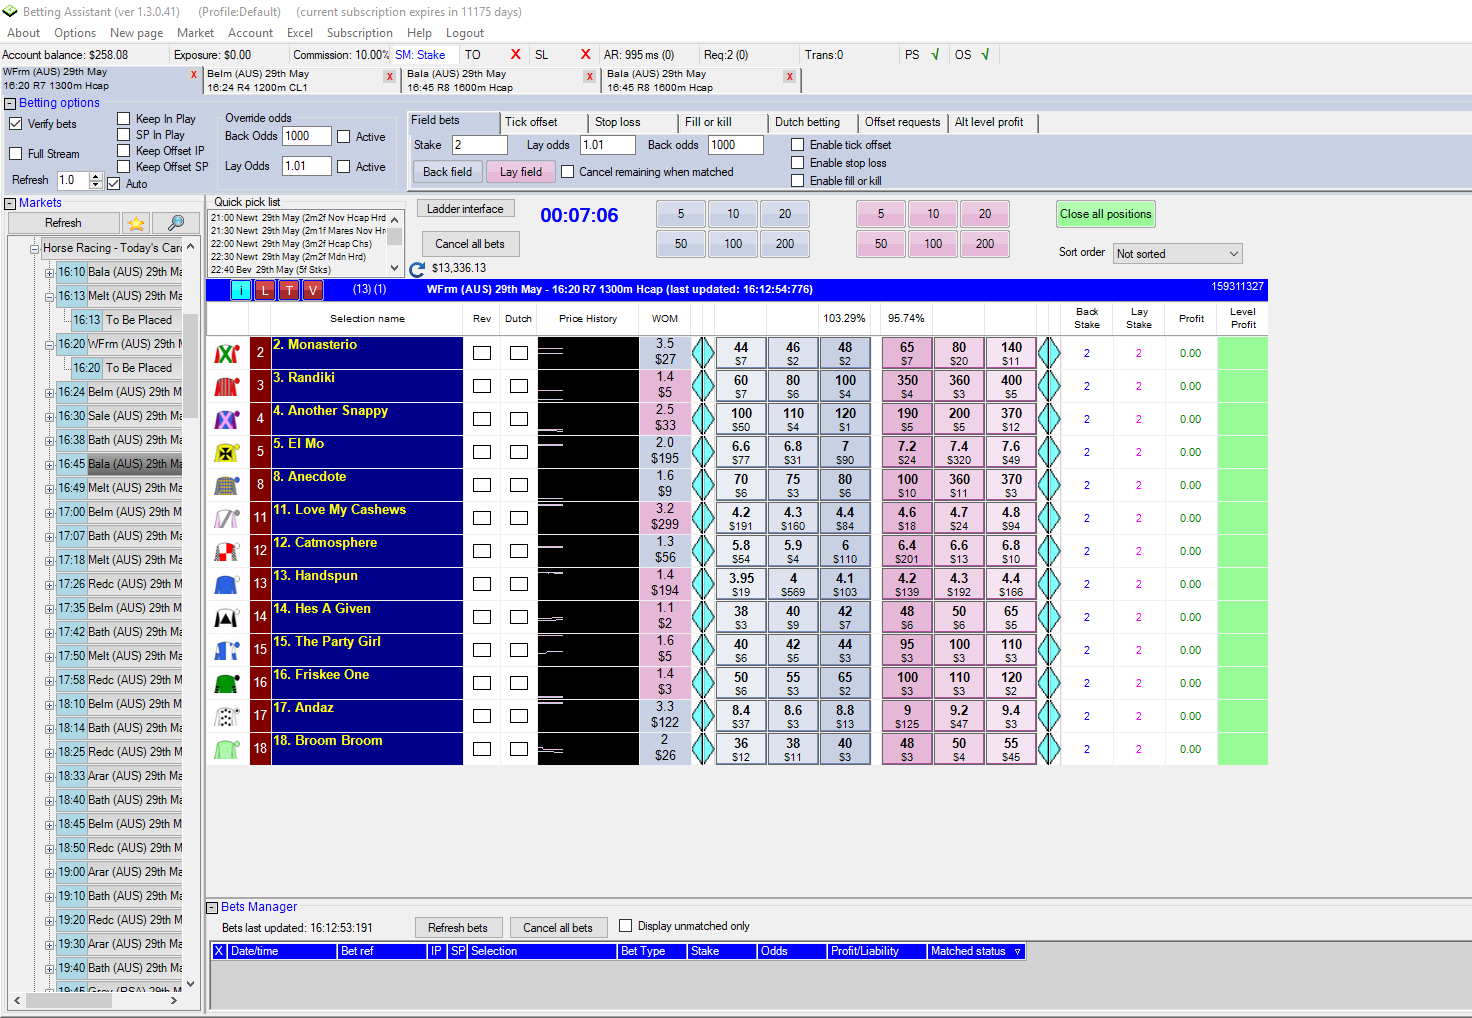 Betting Assistant (ver 1.3.0.41) (Profile:Default) (current subscription expires in 11175 days)
About Options New page Market Account Excel Subscription Help Logout
Account balance: $258.08 Exposure: $0.00 Commission: 10.00% SM: Stake TO X SL X AR: 995 ms (0) Req:2 (0) Trans:0 PS √ OS √
WFrm (AUS) 29th May X Belm (AUS) 29th May X Bala (AUS) 29th May X Bala (AUS) 29th May X
16:20 R7 1300m Hcap 16:24 R4 1200m CL1 16:45 R8 1600m Hcap 16:45 R8 1600m Hcap
Betting options
Verify bets
Full Stream
Refresh 1.0
Keep In Play
SP In Play
Keep Offset IP
Keep Offset SP
Auto
Override odds
Back Odds 1000 Active
Lay Odds 1.01 Active
Field bets Tick offset Stop loss Fill or kill Dutch betting Offset requests Alt level profit
Stake 2 Lay odds 1.01 Back odds 1000
Back field Lay field Cancel remaining when matched
Enable tick offset
Enable stop loss
Enable fill or kill
Markets
Refresh
Horse Racing - Today's Card
16:10 Bala (AUS) 29th Ma
16:13 Melt (AUS) 29th Ma
16:13 To Be Placed
16:20 WFrm (AUS) 29th M
16:20 To Be Placed
16:24 Belm (AUS) 29th M
16:30 Sale (AUS) 29th Ma
16:38 Bath (AUS) 29th Ma
16:45 Bala (AUS) 29th Ma
16:49 Melt (AUS) 29th Ma
17:00 Belm (AUS) 29th M
17:07 Bath (AUS) 29th Ma
17:18 Melt (AUS) 29th Ma
17:26 Redc (AUS) 29th M
17:35 Belm (AUS) 29th M
17:42 Bath (AUS) 29th Ma
17:50 Melt (AUS) 29th Ma
17:58 Redc (AUS) 29th M
18:10 Belm (AUS) 29th M
18:14 Bath (AUS) 29th Ma
18:25 Redc (AUS) 29th M
18:33 Arar (AUS) 29th Ma
18:40 Bath (AUS) 29th Ma
18:45 Belm (AUS) 29th M
18:50 Redc (AUS) 29th M
19:00 Arar (AUS) 29th Ma
19:10 Bath (AUS) 29th Ma
19:20 Redc (AUS) 29th M
19:30 Arar (AUS) 29th Ma
19:40 Bath (AUS) 29th Ma
19:45 Grey (RSA) 29th Ma
Quick pick list
21:00 Newt 29th May (2m2f Nov Hcap Hrd
21:30 Newt 29th May (2m1f Mares Nov Hr
22:00 Newt 29th May (3m2f Hcap Chs)
22:30 Newt 29th May (2m2f Mdn Hrd)
22:40 Bev 29th May (5f Stks)
Ladder interface
Cancel all bets
00:07:06
$13,336.13
5 10 20 5 10 20
50 100 200 50 100 200
Close all positions
Sort order Not sorted
i L T V (13) (1) WFrm (AUS) 29th May - 16:20 R7 1300m Hcap (last updated: 16:12:54:776) 159311327
Selection name Rev Dutch Price History WOM 103.29% 95.74% Back Stake Lay Stake Profit Level Profit
2 2. Monasterio 3.5 44 46 48 65 80 140 2 2 0.00
$27 $7 $2 $2 $7 $20 $11
3 3. Randiki 1.4 60 80 100 350 360 400 2 2 0.00
$5 $7 $6 $4 $4 $3 $5
4 4. Another Snappy 2.5 100 110 120 190 200 370 2 2 0.00
$33 $50 $4 $1 $5 $5 $12
5 5. El Mo 2.0 6.6 6.8 7 7.2 7.4 7.6 2 2 0.00
$195 $77 $31 $90 $24 $320 $49
8 8. Anecdote 1.6 70 75 80 100 360 370 2 2 0.00
$9 $6 $3 $6 $10 $11 $3
11 11. Love My Cashews 3.2 4.2 4.3 4.4 4.6 4.7 4.8 2 2 0.00
$299 $191 $160 $84 $18 $24 $94
12 12. Catmosphere 1.3 5.8 5.9 6 6.4 6.6 6.8 2 2 0.00
$56 $54 $4 $110 $201 $13 $10
13 13. Handspun 1.4 3.95 4 4.1 4.2 4.3 4.4 2 2 0.00
$194 $19 $569 $103 $139 $192 $166
14 14. Hes A Given 1.1 38 40 42 48 50 65 2 2 0.00
$2 $3 $9 $7 $6 $6 $5
15 15. The Party Girl 1.6 40 42 44 95 100 110 2 2 0.00
$5 $6 $5 $3 $3 $3 $3
16 16. Friskee One 1.4 50 55 65 100 110 120 2 2 0.00
$3 $6 $3 $2 $3 $3 $2
17 17. Andaz 3.3 8.4 8.6 8.8 9 9.2 9.4 2 2 0.00
$122 $37 $3 $13 $125 $47 $3
18 18. Broom Broom 2 36 38 40 48 50 55 2 2 0.00
$26 $12 $11 $3 $3 $4 $45
Bets Manager
Bets last updated: 16:12:53:191 Refresh bets Cancel all bets Display unmatched only
X Date/time Bet ref IP SP Selection Bet Type Stake Odds Profit/Liability Matched status